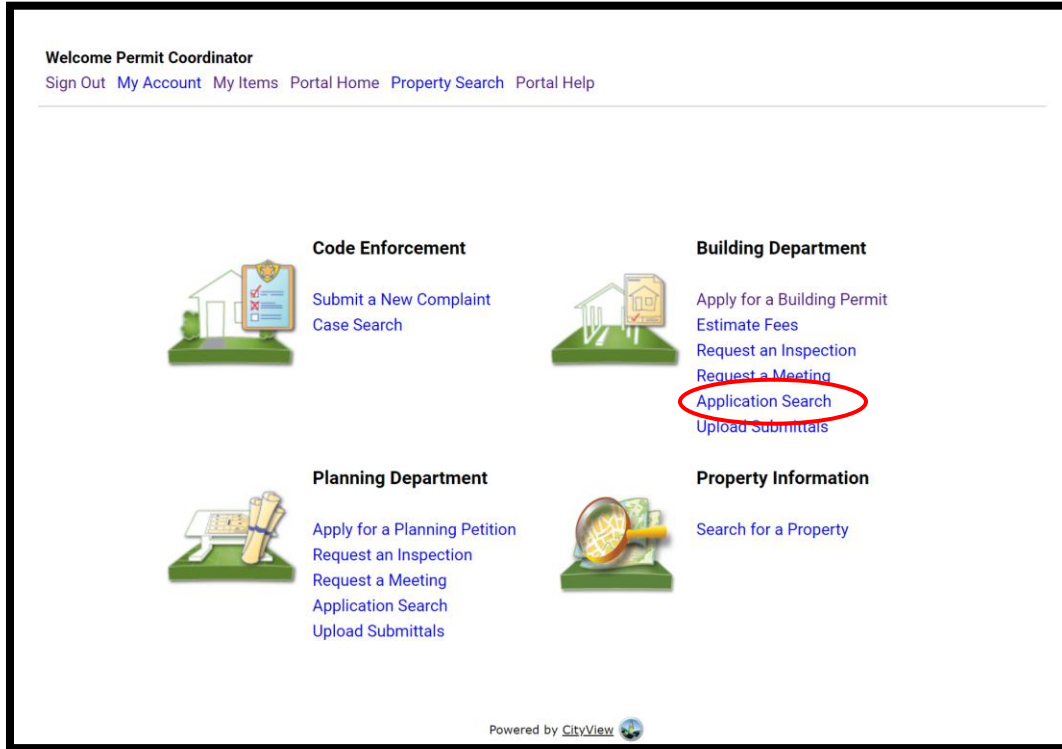 Welcome Permit Coordinator
Sign Out My Account My Items Portal Home Property Search Portal Help
Code Enforcement
Submit a New Complaint
Case Search
Building Department
Apply for a Building Permit
Estimate Fees
Request an Inspection
Request a Meeting
Application Search
Upload Submittals
Planning Department
Apply for a Planning Petition
Request an Inspection
Request a Meeting
Application Search
Upload Submittals
Property Information
Search for a Property
Powered by CityView